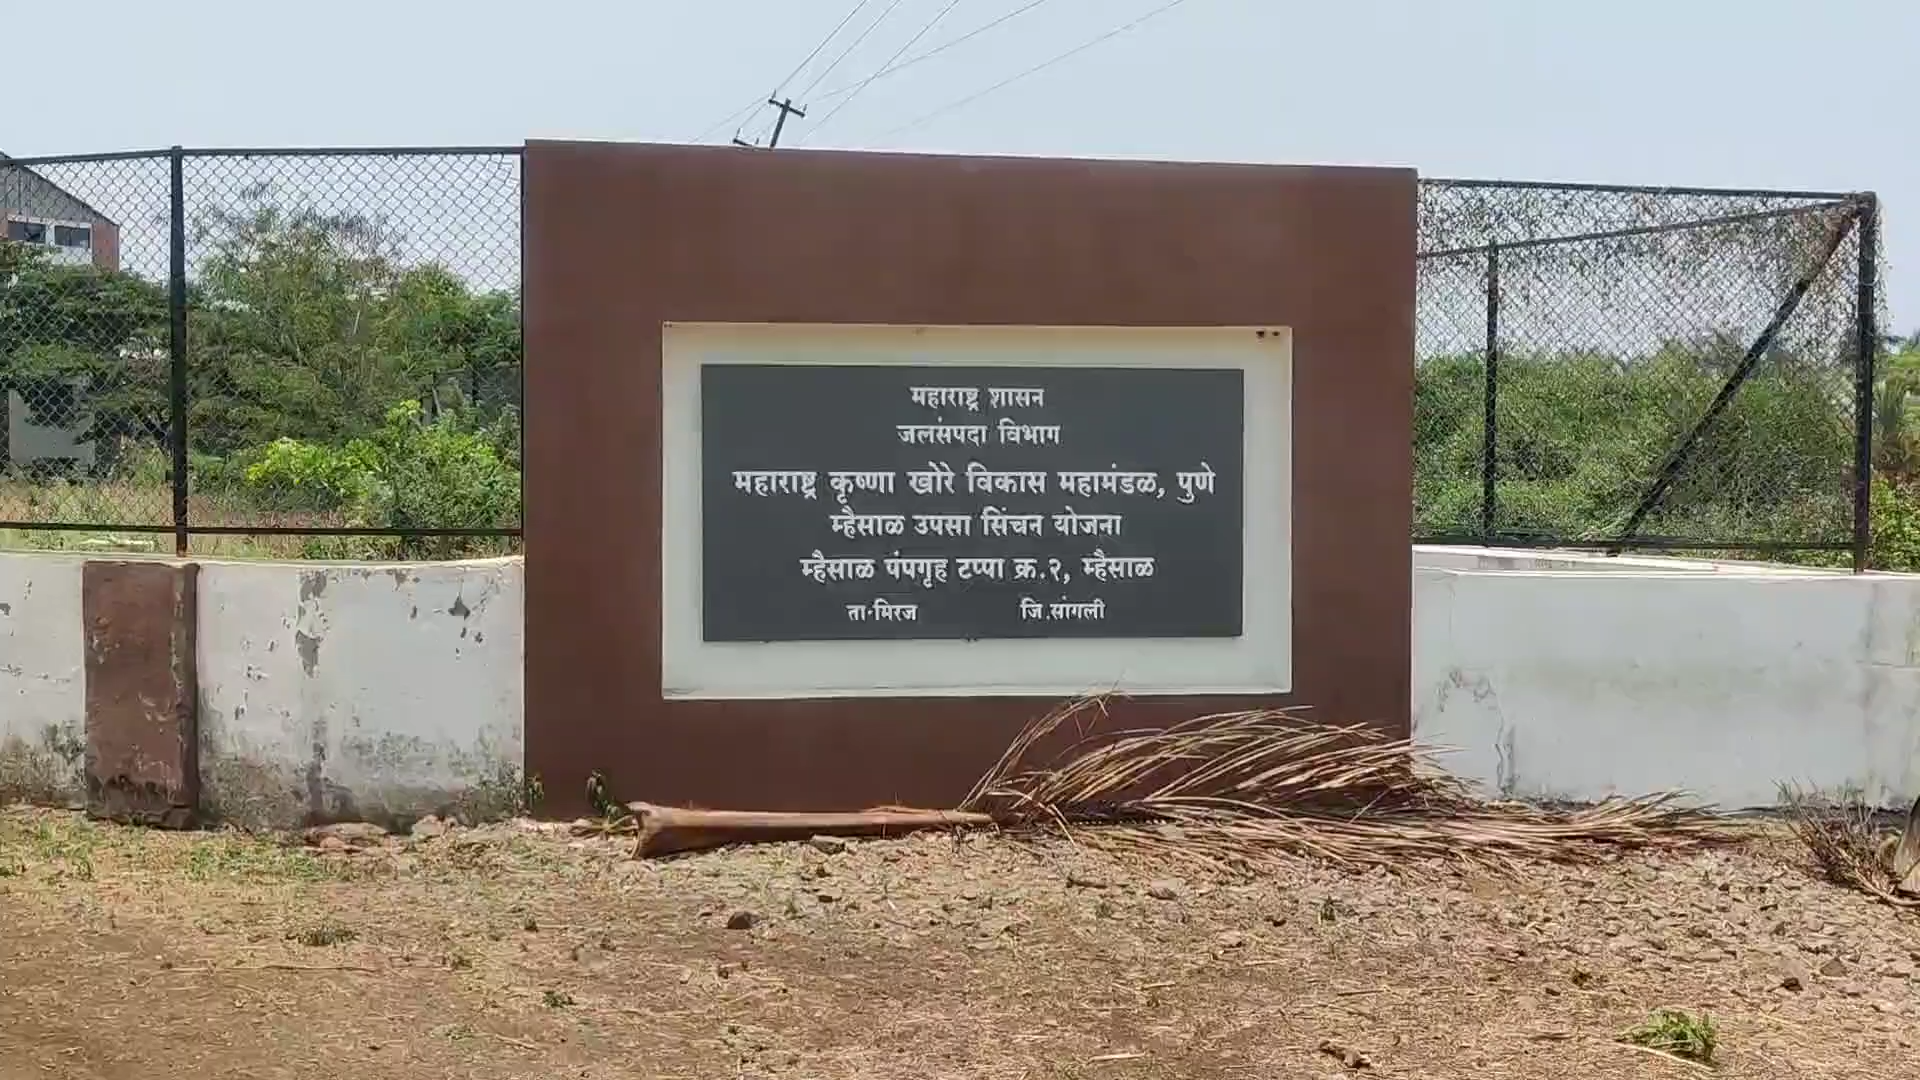 महाराष्ट्र शासन
जलसंपदा विभाग
महाराष्ट्र कृष्णा खोरे विकास महामंडळ, पुणे
म्हैसाळ उपसा सिंचन योजना
म्हैसाळ पंपगृह टप्पा क्र.२, म्हैसाळ
ता.मिरज जि.सांगली